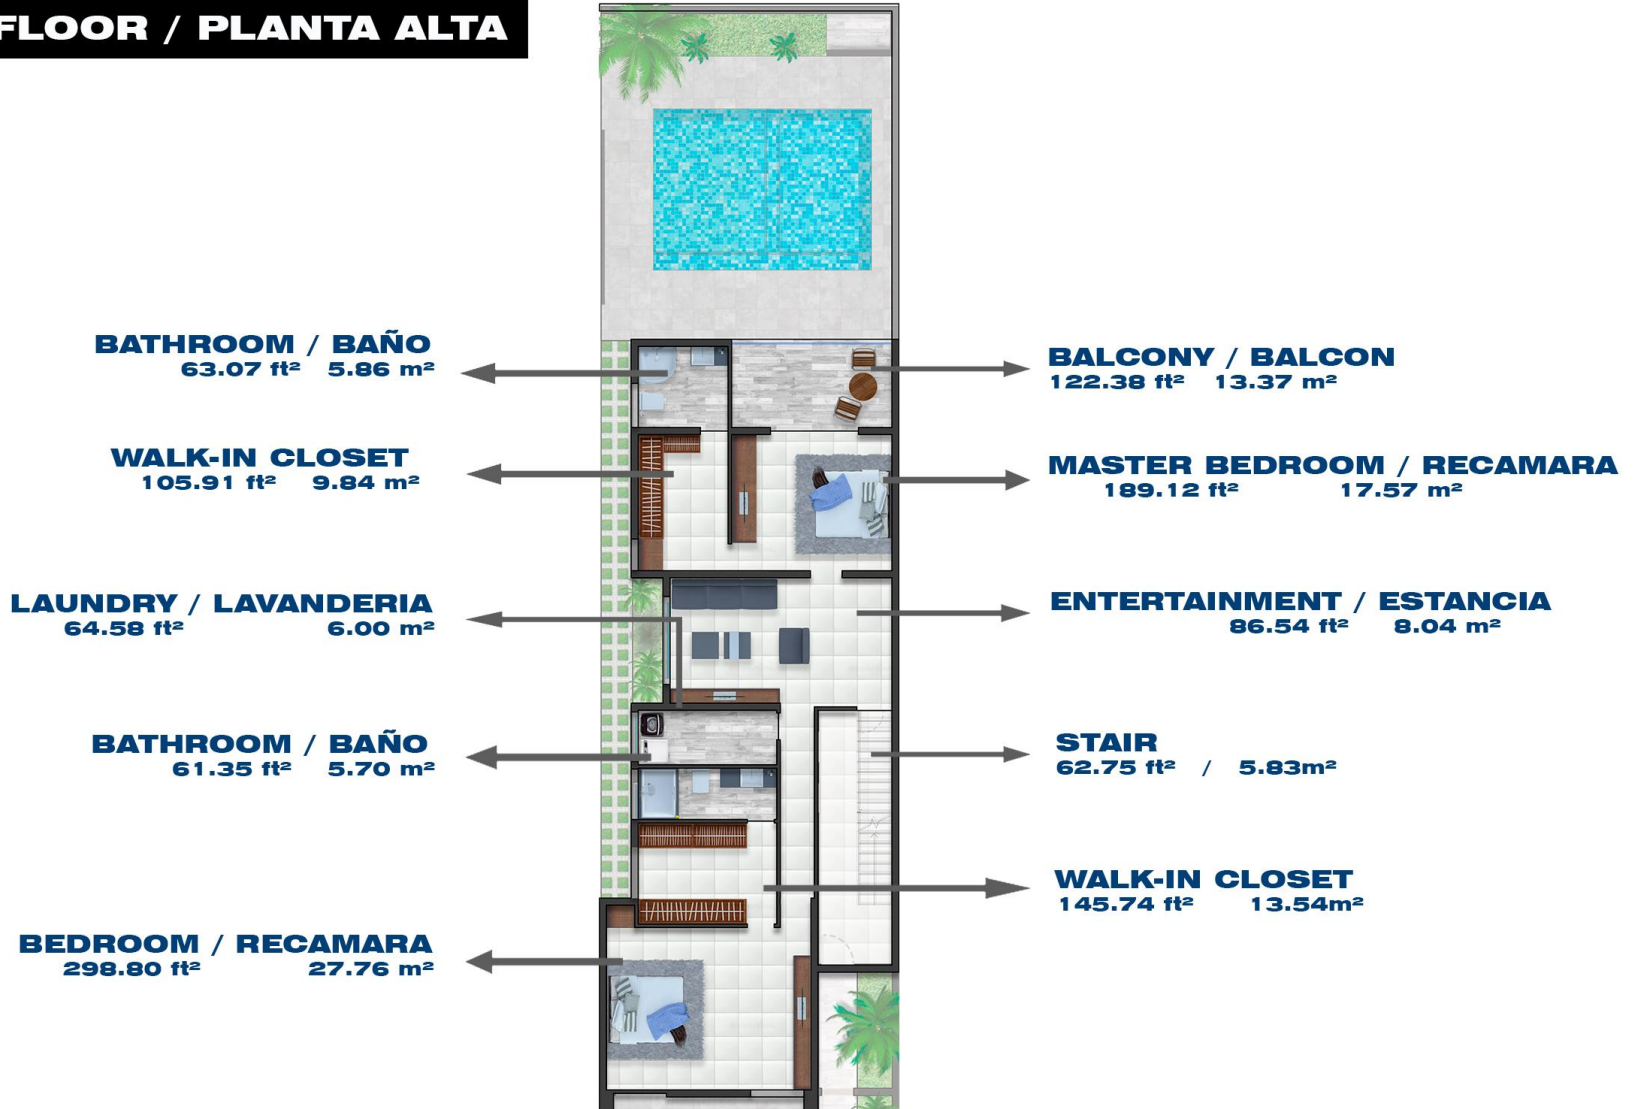 FLOOR / PLANTA ALTA
BATHROOM / BAÑO
63.07 ft² 5.86 m²
WALK-IN CLOSET
105.91 ft² 9.84 m²
LAUNDRY / LAVANDERIA
64.58 ft² 6.00 m²
BATHROOM / BAÑO
61.35 ft² 5.70 m²
BEDROOM / RECAMARA
298.80 ft² 27.76 m²
BALCONY / BALCON
122.38 ft² 13.37 m²
MASTER BEDROOM / RECAMARA
189.12 ft² 17.57 m²
ENTERTAINMENT / ESTANCIA
86.54 ft² 8.04 m²
STAIR
62.75 ft² / 5.83m²
WALK-IN CLOSET
145.74 ft² 13.54m²